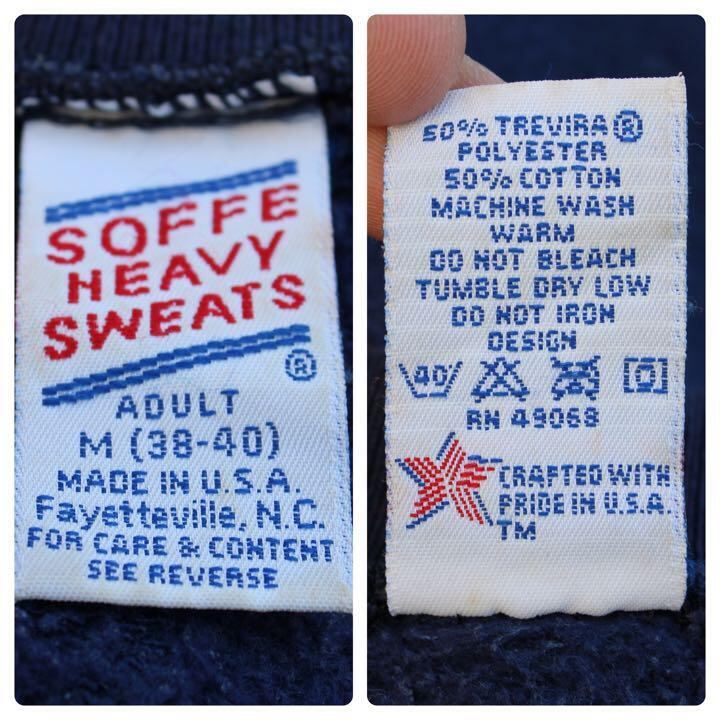 SOFFE
HEAVY
SWEATS
®
ADULT
M (38-40)
MADE IN U.S.A.
Fayetteville, N.C.
FOR CARE & CONTENT
SEE REVERSE
50% TREVIRA®
POLYESTER
50% COTTON
MACHINE WASH
WARM
DO NOT BLEACH
TUMBLE DRY LOW
DO NOT IRON
DESIGN
40
RN 49068
CRAFTED WITH
PRIDE IN U.S.A.
TM